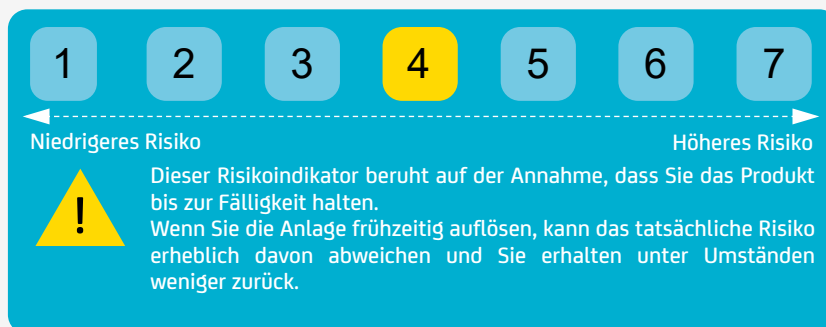 1 2 3 4 5 6 7
Niedrigeres Risiko Höheres Risiko
Dieser Risikoindikator beruht auf der Annahme, dass Sie das Produkt
bis zur Fälligkeit halten.
Wenn Sie die Anlage frühzeitig auflösen, kann das tatsächliche Risiko
erheblich davon abweichen und Sie erhalten unter Umständen
weniger zurück.
!